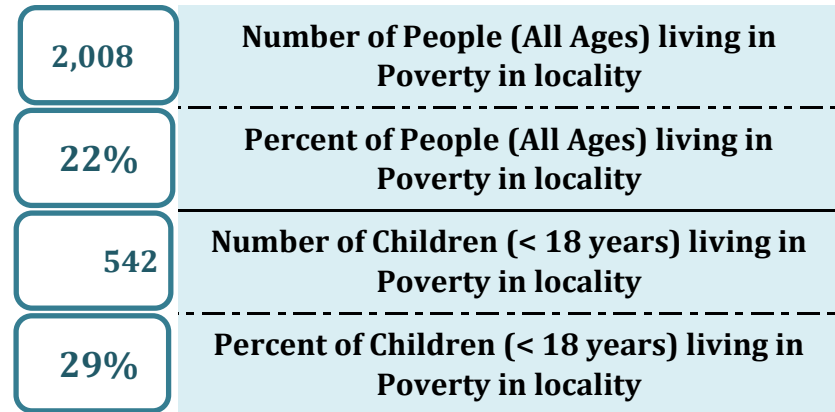 2,008
Number of People (All Ages) living in
Poverty in locality
22%
Percent of People (All Ages) living in
Poverty in locality
542
Number of Children (< 18 years) living in
Poverty in locality
29%
Percent of Children (< 18 years) living in
Poverty in locality